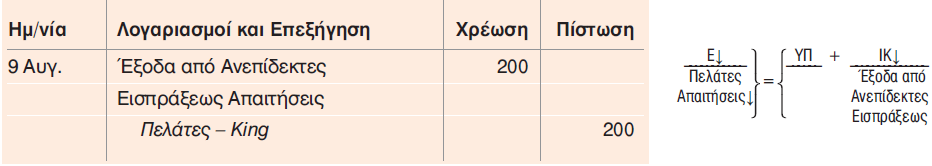 Ημ/νία Λογαριασμοί και Επεξήγηση Χρέωση Πίστωση
9 Αυγ. Έξοδα από Ανεπίδεκτες 200
Εισπράξεως Απαιτήσεις
Πελάτες – King 200
Ε↓ = ΥΠ + ΙΚ↓
Πελάτες Έξοδα από
Απαιτήσεις↓ Ανεπίδεκτες
Εισπράξεως